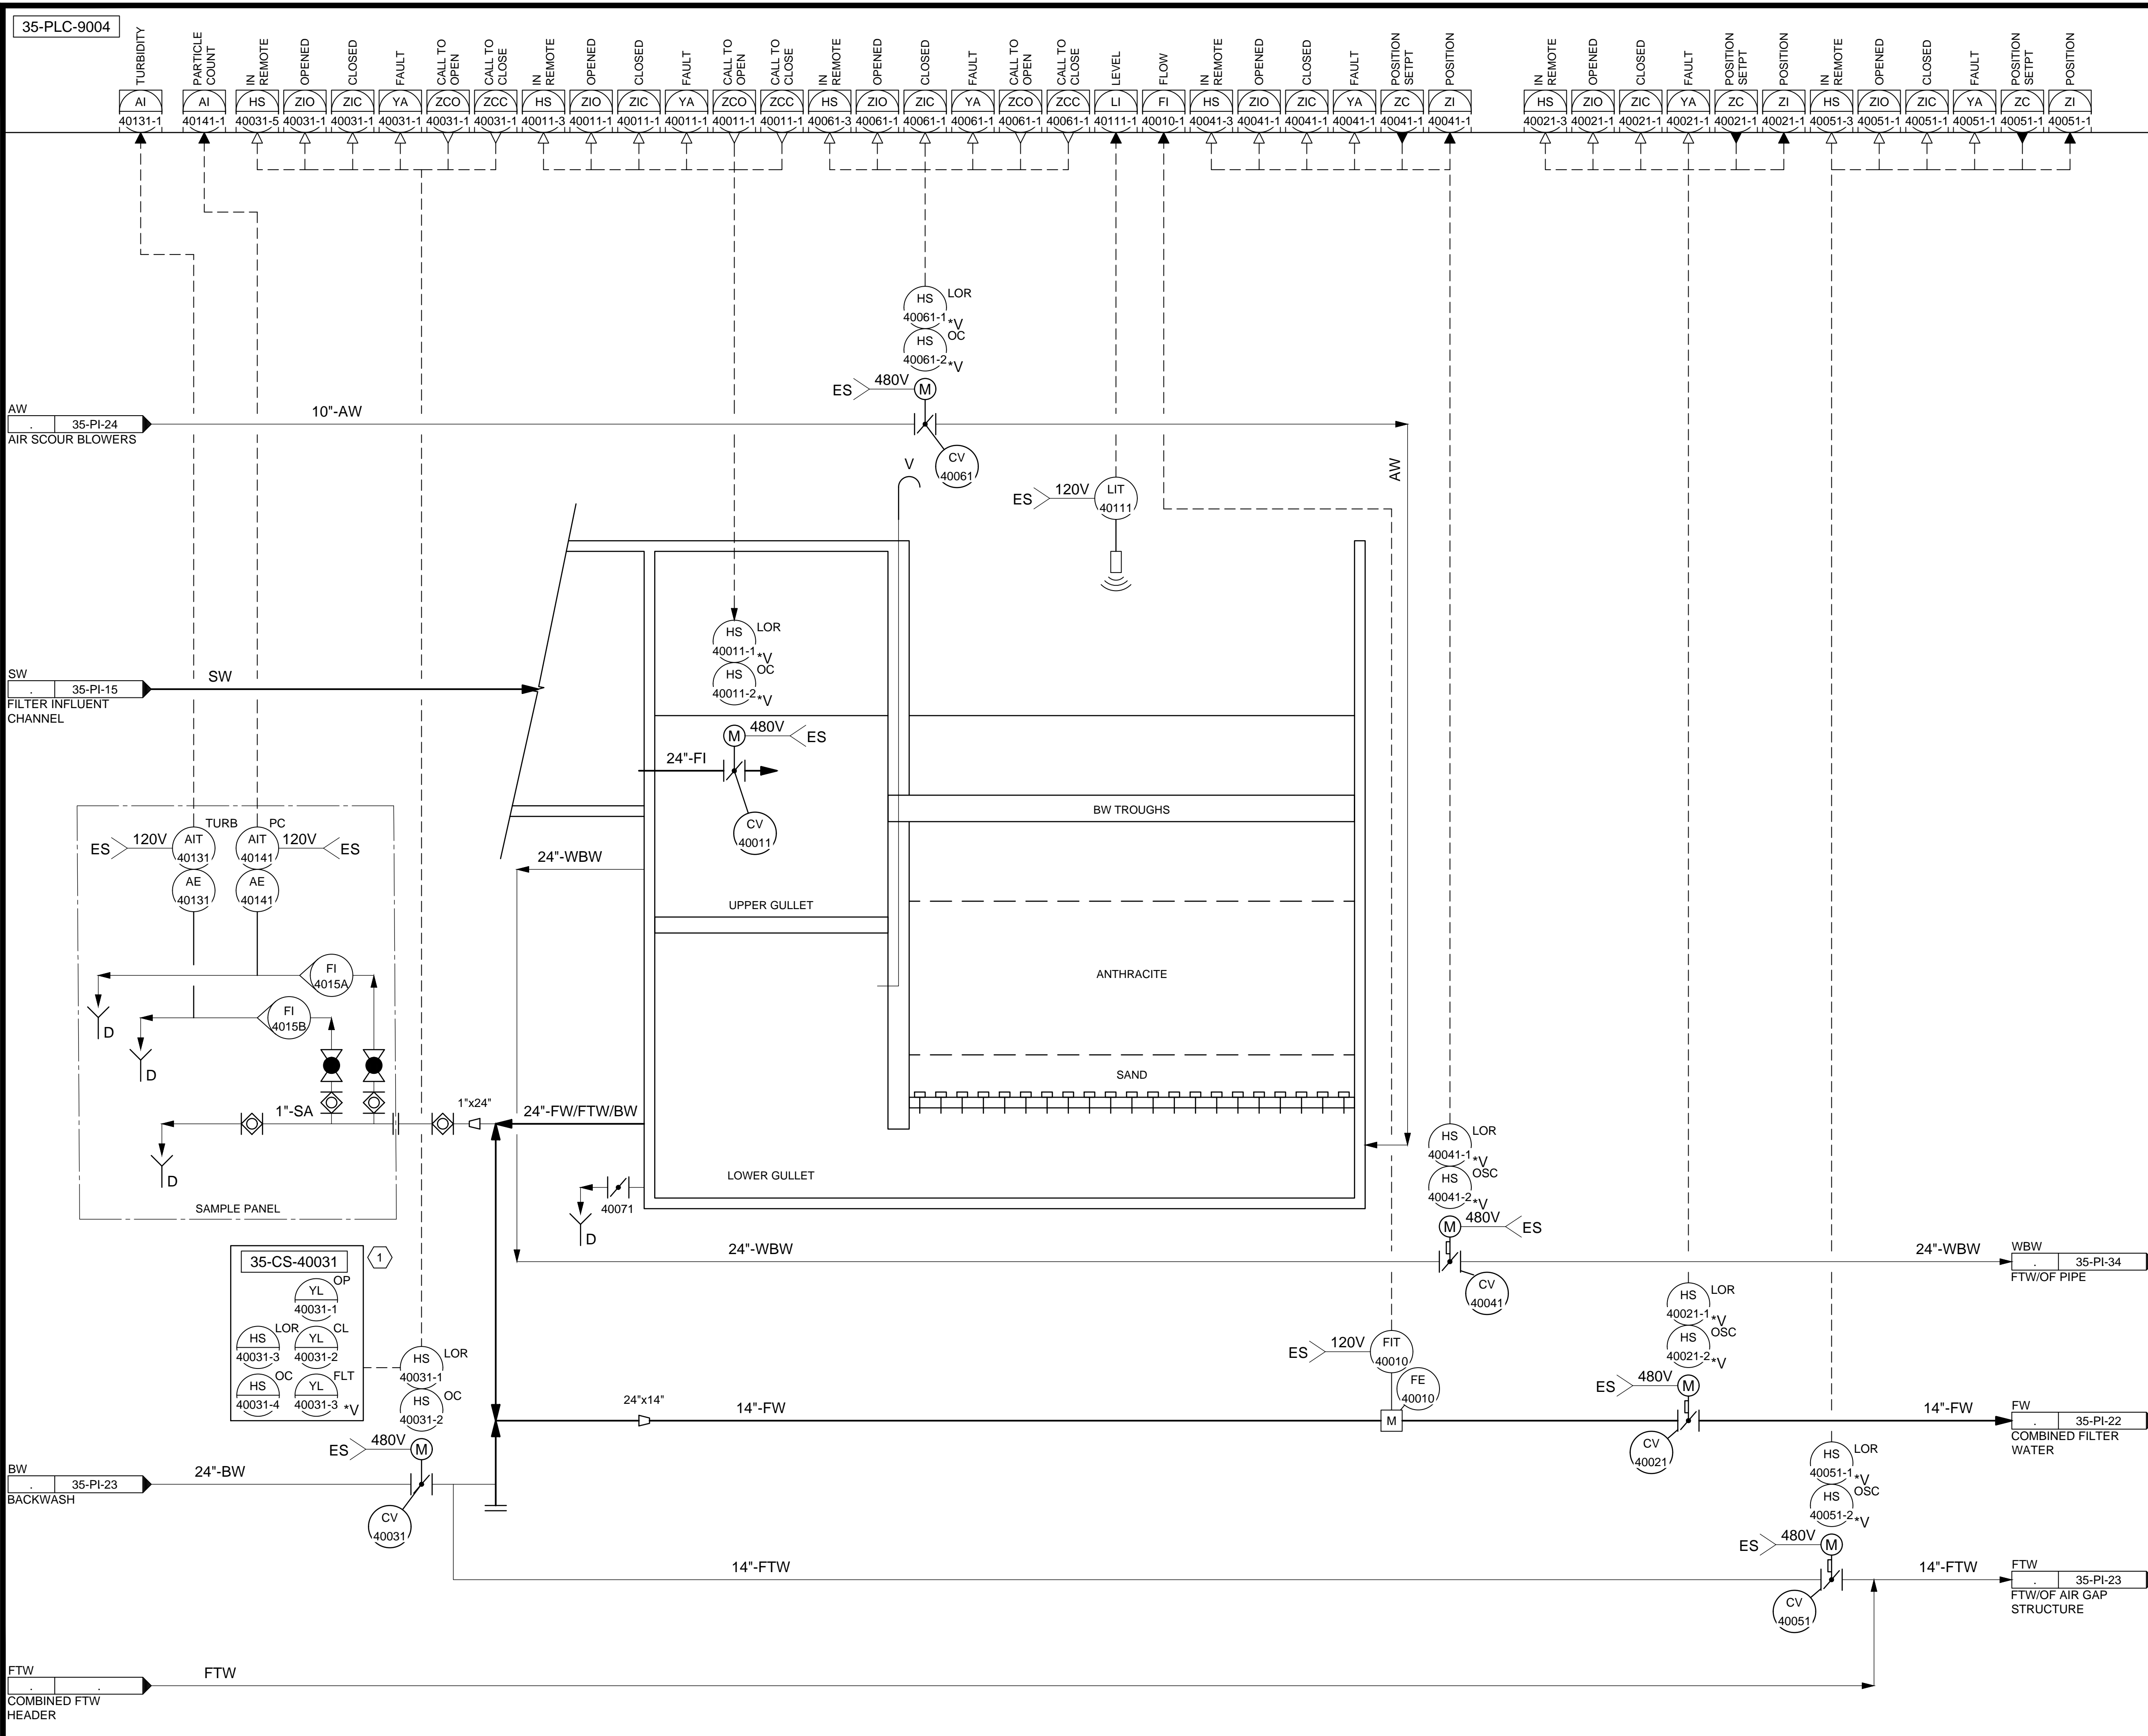 35-PLC-9004
TURBIDITY
PARTICLE
COUNT
IN
REMOTE
OPENED
CLOSED
FAULT
CALL TO
OPEN
CALL TO
CLOSE
IN
REMOTE
OPENED
CLOSED
FAULT
CALL TO
OPEN
CALL TO
CLOSE
IN
REMOTE
OPENED
CLOSED
FAULT
CALL TO
OPEN
CALL TO
CLOSE
LEVEL
FLOW
IN
REMOTE
OPENED
CLOSED
FAULT
POSITION
SETPT
POSITION
IN
REMOTE
OPENED
CLOSED
FAULT
POSITION
SETPT
POSITION
IN
REMOTE
OPENED
CLOSED
FAULT
POSITION
SETPT
POSITION
AI
40131-1
AI
40141-1
HS
40031-5
ZIO
40031-1
ZIC
40031-1
YA
40031-1
ZCO
40031-1
ZCC
40031-1
HS
40011-3
ZIO
40011-1
ZIC
40011-1
YA
40011-1
ZCO
40011-1
ZCC
40011-1
HS
40061-3
ZIO
40061-1
ZIC
40061-1
YA
40061-1
ZCO
40061-1
ZCC
40061-1
LI
40111-1
FI
40010-1
HS
40041-3
ZIO
40041-1
ZIC
40041-1
YA
40041-1
ZC
40041-1
ZI
40041-1
HS
40021-3
ZIO
40021-1
ZIC
40021-1
YA
40021-1
ZC
40021-1
ZI
40021-1
HS
40051-3
ZIO
40051-1
ZIC
40051-1
YA
40051-1
ZC
40051-1
ZI
40051-1
HS
40061-1
LOR
*V
HS
40061-2
OC
*V
ES
480V
M
AW
. 35-PI-24
AIR SCOUR BLOWERS
10"-AW
CV
40061
V
AW
ES
120V
LIT
40111
HS
40011-1
LOR
*V
HS
40011-2
OC
*V
SW
. 35-PI-15
FILTER INFLUENT
CHANNEL
SW
M
480V
ES
24"-FI
CV
40011
BW TROUGHS
TURB
PC
ES
120V
AIT
40131
AIT
40141
120V
ES
AE
40131
AE
40141
24"-WBW
UPPER GULLET
ANTHRACITE
FI
4015A
FI
4015B
D
D
SAND
1"-SA
1"x24"
24"-FW/FTW/BW
D
LOWER GULLET
SAMPLE PANEL
40071
D
HS
40041-1
LOR
*V
HS
40041-2
OSC
*V
M
480V
ES
24"-WBW
24"-WBW
WBW
. 35-PI-34
FTW/OF PIPE
CV
40041
35-CS-40031
1
YL
40031-1
OP
HS
40031-3
LOR
YL
40031-2
CL
HS
40031-4
OC
YL
40031-3
FLT
*V
HS
40031-1
LOR
HS
40031-2
OC
ES
120V
FIT
40010
FE
40010
M
HS
40021-1
LOR
*V
HS
40021-2
OSC
*V
ES
480V
M
24"x14"
14"-FW
14"-FW
FW
. 35-PI-22
COMBINED FILTER
WATER
CV
40021
ES
480V
M
BW
. 35-PI-23
BACKWASH
24"-BW
CV
40031
HS
40051-1
LOR
*V
HS
40051-2
OSC
*V
ES
480V
M
14"-FTW
14"-FTW
FTW
. 35-PI-23
FTW/OF AIR GAP
STRUCTURE
CV
40051
FTW
. .
COMBINED FTW
HEADER
FTW